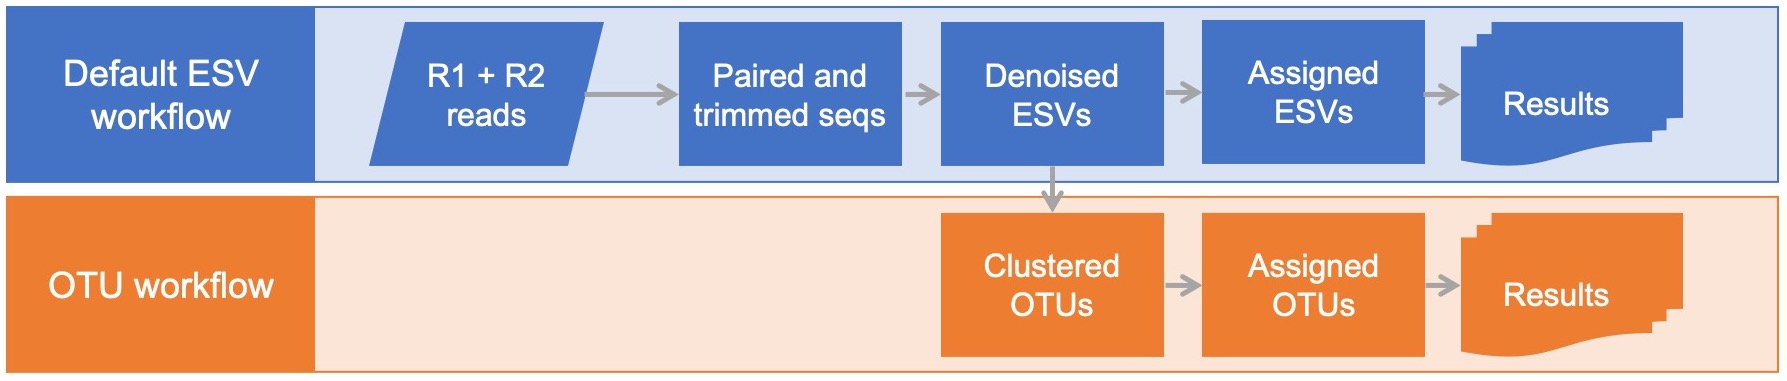 Default ESV
workflow
R1 + R2
reads
Paired and
trimmed seqs
Denoised
ESVs
Assigned
ESVs
Results
OTU workflow
Clustered
OTUs
Assigned
OTUs
Results